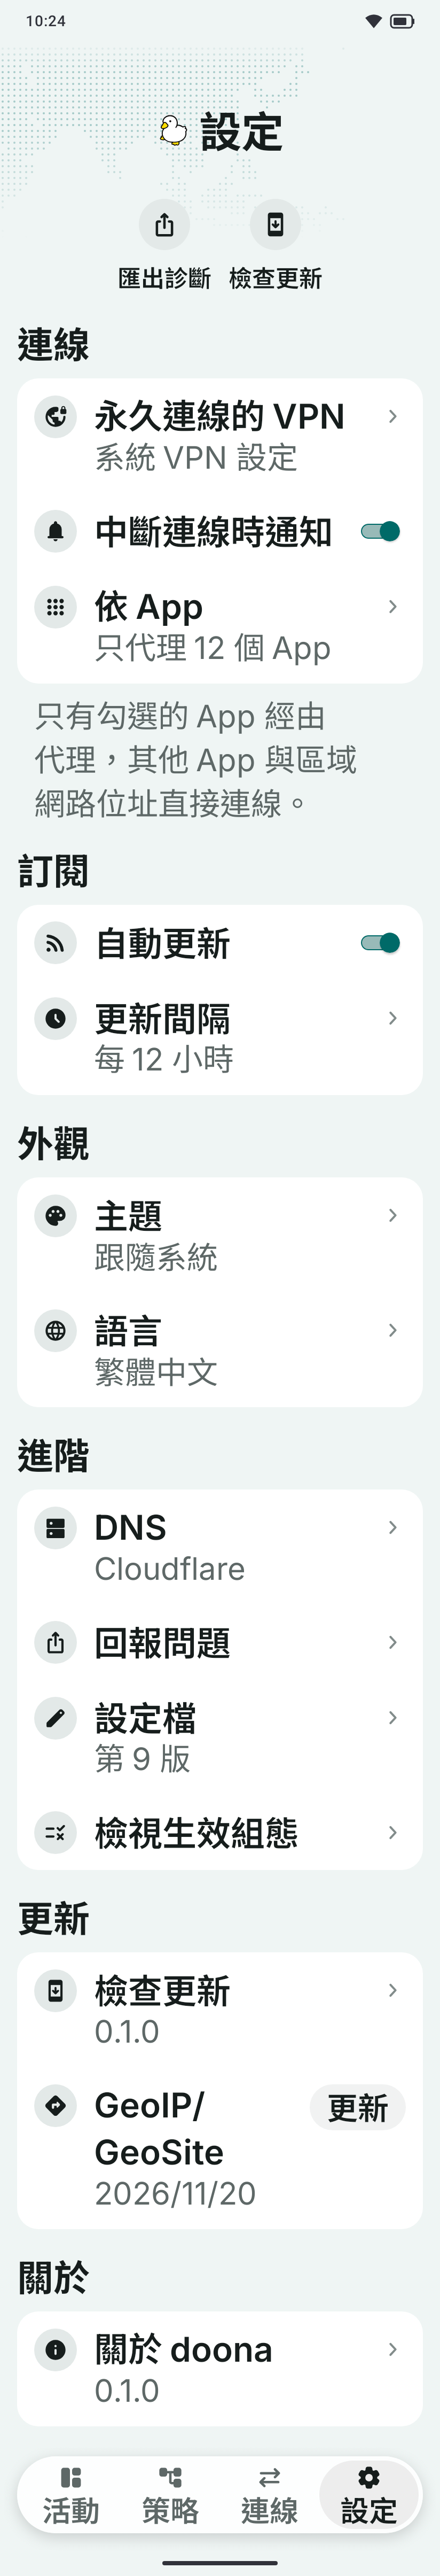 10:24
設定
匯出診斷
檢查更新
連線
永久連線的 VPN
系統 VPN 設定
中斷連線時通知
依 App
只代理 12 個 App
只有勾選的 App 經由
代理，其他 App 與區域
網路位址直接連線。
訂閱
自動更新
更新間隔
每 12 小時
外觀
主題
跟隨系統
語言
繁體中文
進階
DNS
Cloudflare
回報問題
設定檔
第 9 版
檢視生效組態
更新
檢查更新
0.1.0
GeoIP/
GeoSite
更新
2026/11/20
關於
關於 doona
0.1.0
活動
策略
連線
設定